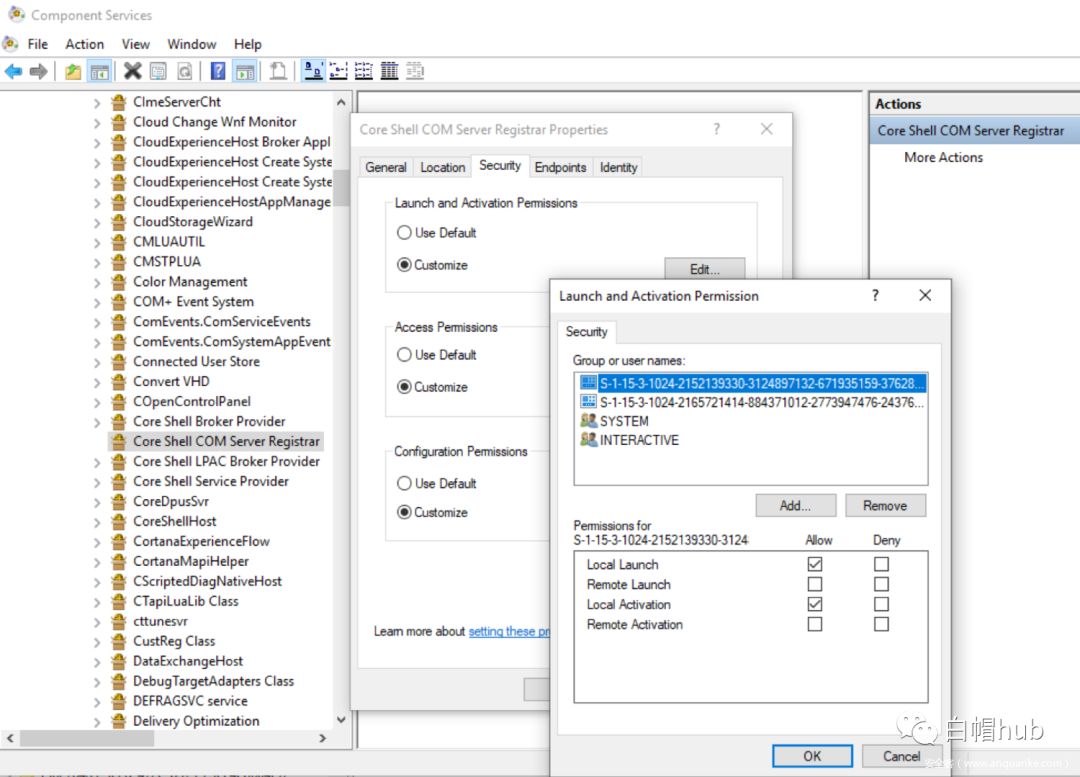 Component Services
File Action View Window Help
CImeServerCht
Cloud Change Wnf Monitor
CloudExperienceHost Broker Appl
CloudExperienceHost Create Syste
CloudExperienceHost Create Syste
CloudExperienceHostAppManage
CloudStorageWizard
CMLUAUTIL
CMSTPLUA
Color Management
COM+ Event System
ComEvents.ComServiceEvents
ComEvents.ComSystemAppEvent
Connected User Store
Convert VHD
COpenControlPanel
Core Shell Broker Provider
Core Shell COM Server Registrar
Core Shell LPAC Broker Provider
Core Shell Service Provider
CoreDpusSvr
CoreShellHost
CortanaExperienceFlow
CortanaMapiHelper
CScriptedDiagNativeHost
CTapiLuaLib Class
cttunesvr
CustReg Class
DataExchangeHost
DebugTargetAdapters Class
DEFRAGSVC service
Delivery Optimization
Core Shell COM Server Registrar Properties
General Location Security Endpoints Identity
Launch and Activation Permissions
Use Default
Customize
Edit...
Access Permissions
Use Default
Customize
Configuration Permissions
Use Default
Customize
Learn more about setting these pr
Launch and Activation Permission
Security
Group or user names:
S-1-15-3-1024-2152139330-3124897132-671935159-37628...
S-1-15-3-1024-2165721414-884371012-2773947476-24376...
SYSTEM
INTERACTIVE
Add... Remove
Permissions for
S-1-15-3-1024-2152139330-3124 Allow Deny
Local Launch
Remote Launch
Local Activation
Remote Activation
OK Cancel
Actions
Core Shell COM Server Registrar
More Actions
白帽hub
安全客 ( www.anquanke.com )